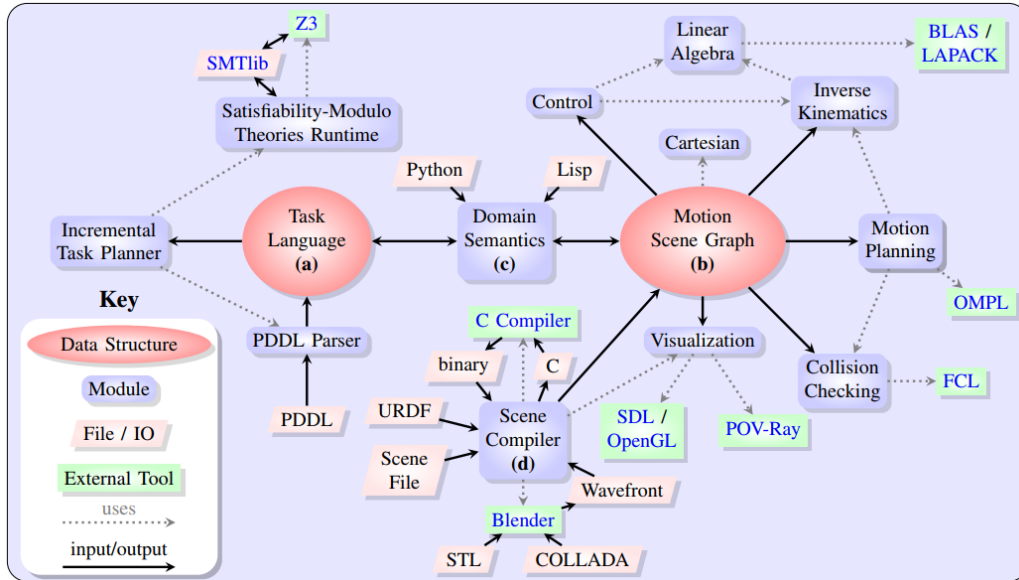 Z3
SMTlib
Satisfiability-Modulo
Theories Runtime
Linear
Algebra
BLAS /
LAPACK
Control
Inverse
Kinematics
Cartesian
Python
Lisp
Incremental
Task Planner
Task
Language
(a)
Domain
Semantics
(c)
Motion
Scene Graph
(b)
Motion
Planning
OMPL
PDDL Parser
PDDL
C Compiler
binary
C
Visualization
Collision
Checking
FCL
URDF
Scene
File
Scene
Compiler
(d)
SDL /
OpenGL
POV-Ray
Wavefront
Blender
STL
COLLADA
Key
Data Structure
Module
File / IO
External Tool
uses
input/output